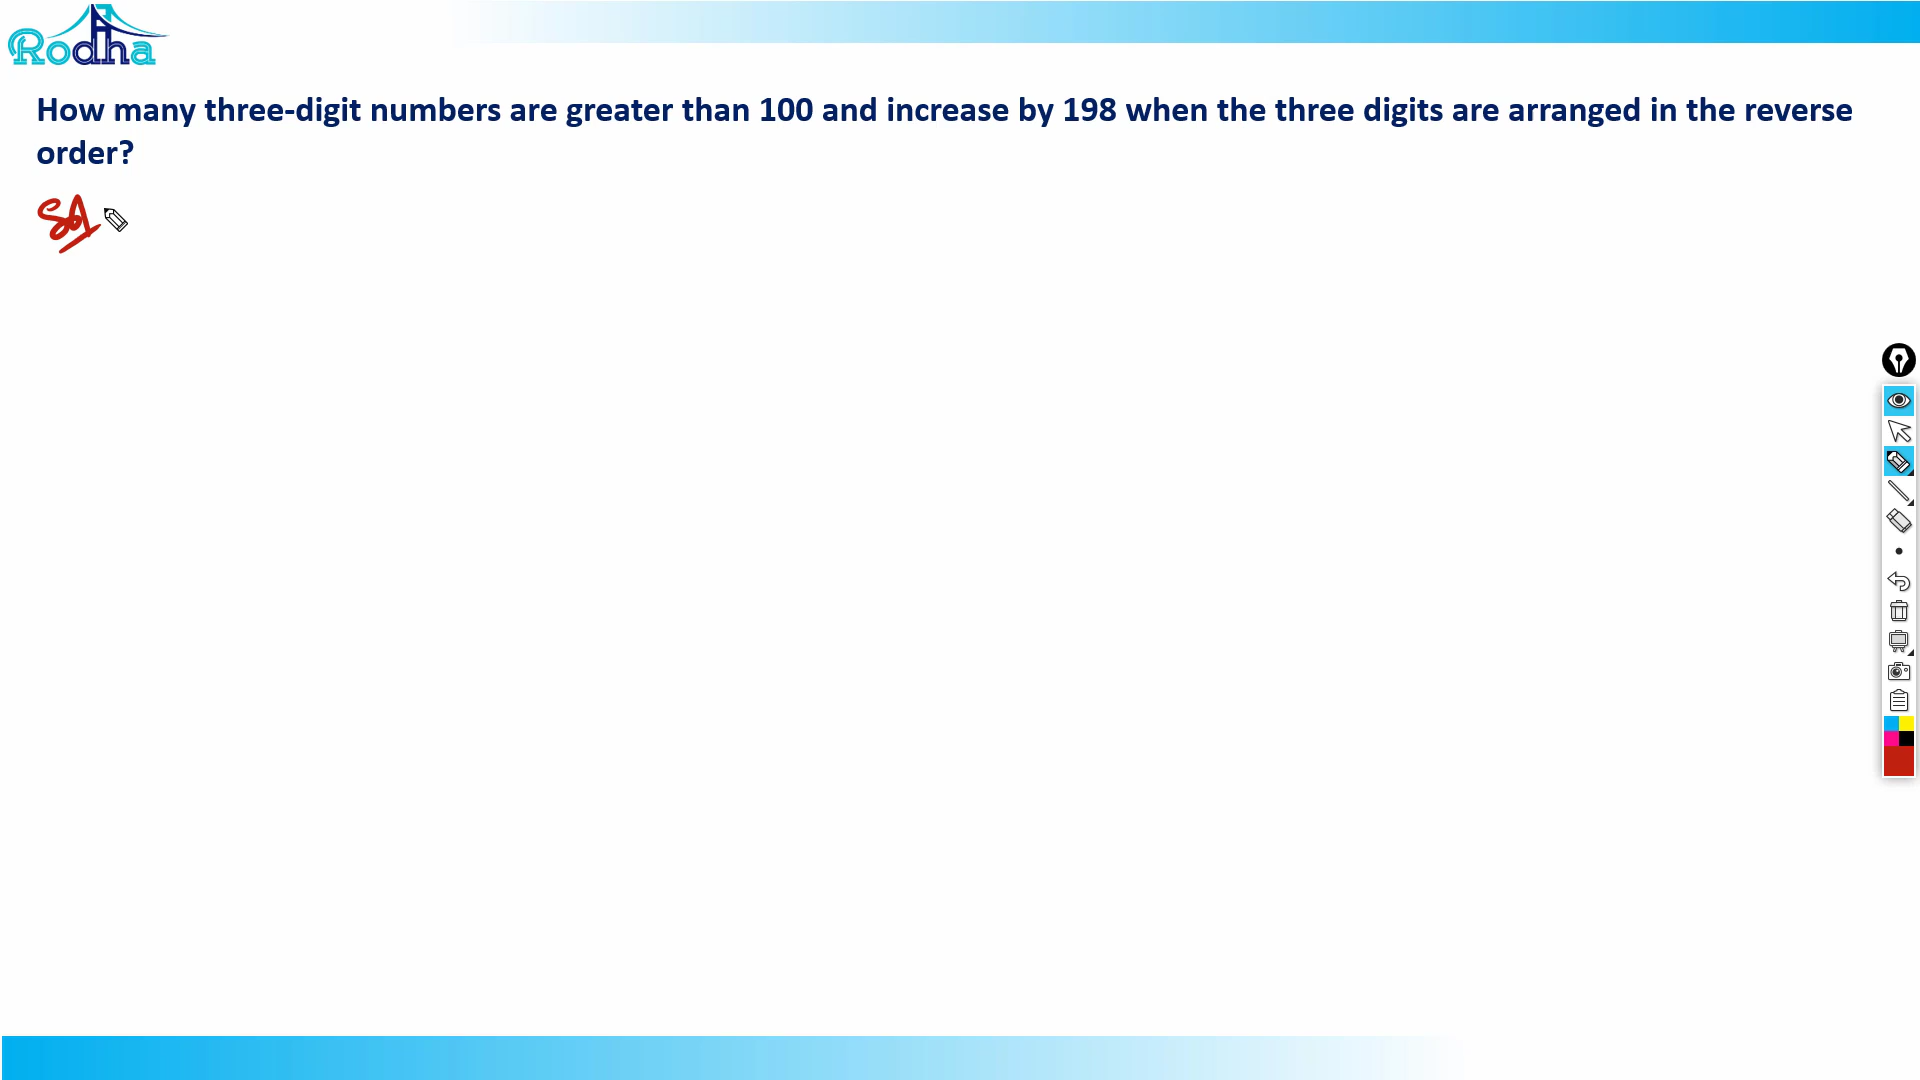 Rodha
How many three-digit numbers are greater than 100 and increase by 198 when the three digits are arranged in the reverse
order?
Sol